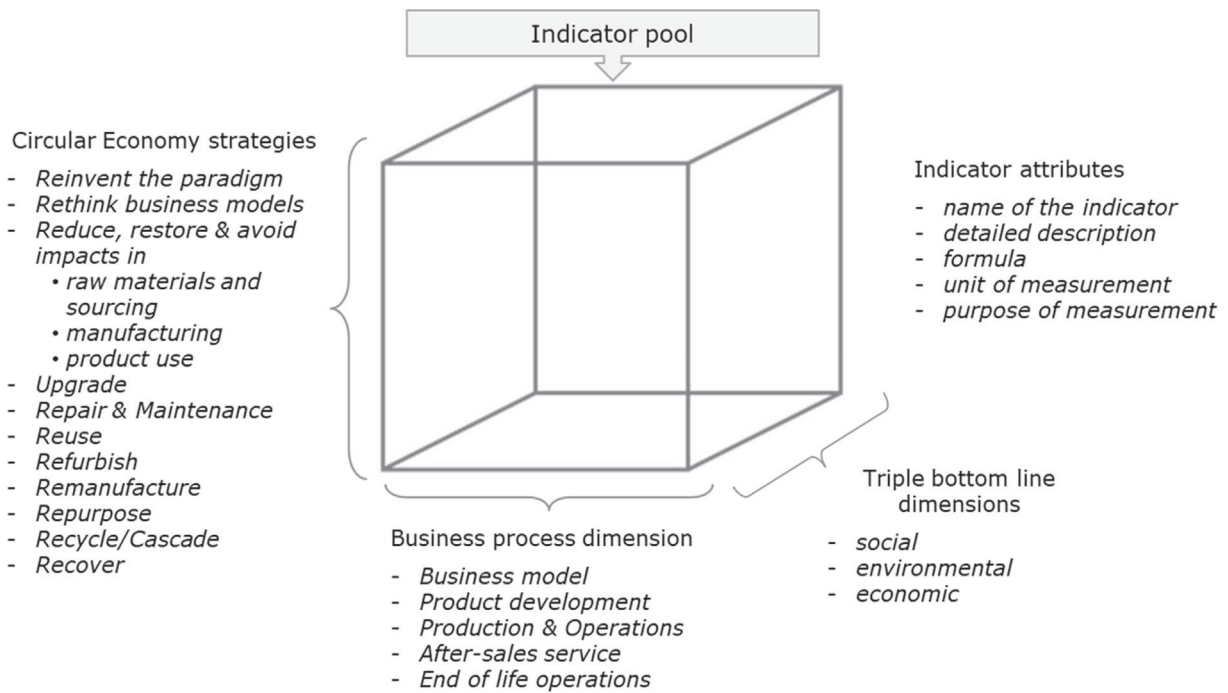 Indicator pool
Circular Economy strategies
- Reinvent the paradigm
- Rethink business models
- Reduce, restore & avoid
impacts in
• raw materials and
sourcing
• manufacturing
• product use
- Upgrade
- Repair & Maintenance
- Reuse
- Refurbish
- Remanufacture
- Repurpose
- Recycle/Cascade
- Recover
Business process dimension
- Business model
- Product development
- Production & Operations
- After-sales service
- End of life operations
Triple bottom line
dimensions
- social
- environmental
- economic
Indicator attributes
- name of the indicator
- detailed description
- formula
- unit of measurement
- purpose of measurement